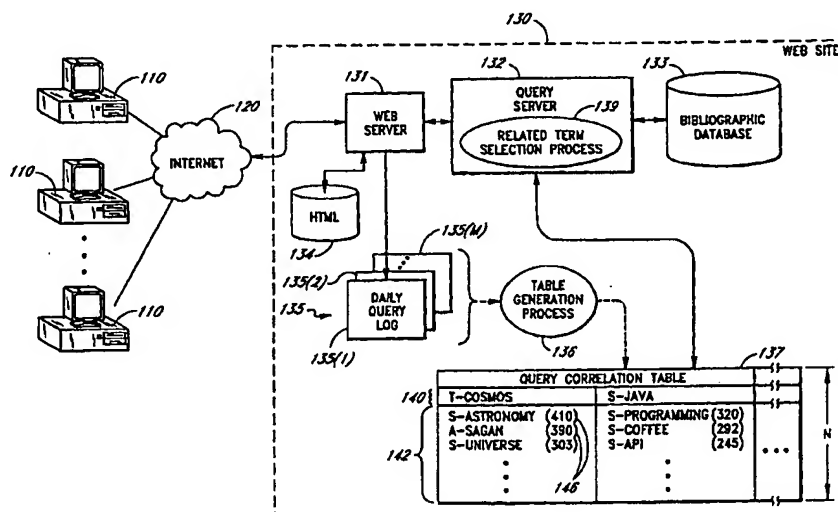 130
WEB SITE
110
120
131
132
133
WEB
SERVER
QUERY
SERVER
139
RELATED TERM
SELECTION PROCESS
BIBLIOGRAPHIC
DATABASE
110
INTERNET
HTML
134
135(M)
135(2)
135
DAILY
QUERY
LOG
135(1)
TABLE
GENERATION
PROCESS
136
110
137
QUERY CORRELATION TABLE
140
T-COSMOS
S-JAVA
142
S-ASTRONOMY (410)
A-SAGAN (390)
S-UNIVERSE (303)
146
S-PROGRAMMING (320)
S-COFFEE (292)
S-API (245)
N